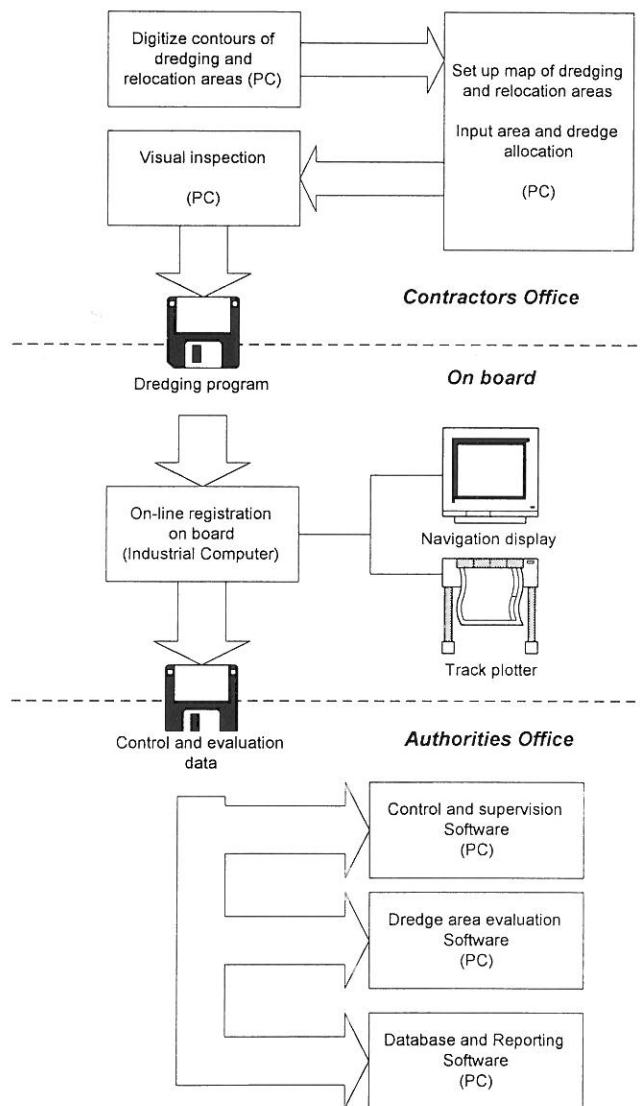 Digitize contours of
dredging and
relocation areas (PC)
Set up map of dredging
and relocation areas
Input area and dredge
allocation
(PC)
Visual inspection
(PC)
Contractors Office
Dredging program
On board
On-line registration
on board
(Industrial Computer)
Navigation display
Track plotter
Control and evaluation
data
Authorities Office
Control and supervision
Software
(PC)
Dredge area evaluation
Software
(PC)
Database and Reporting
Software
(PC)